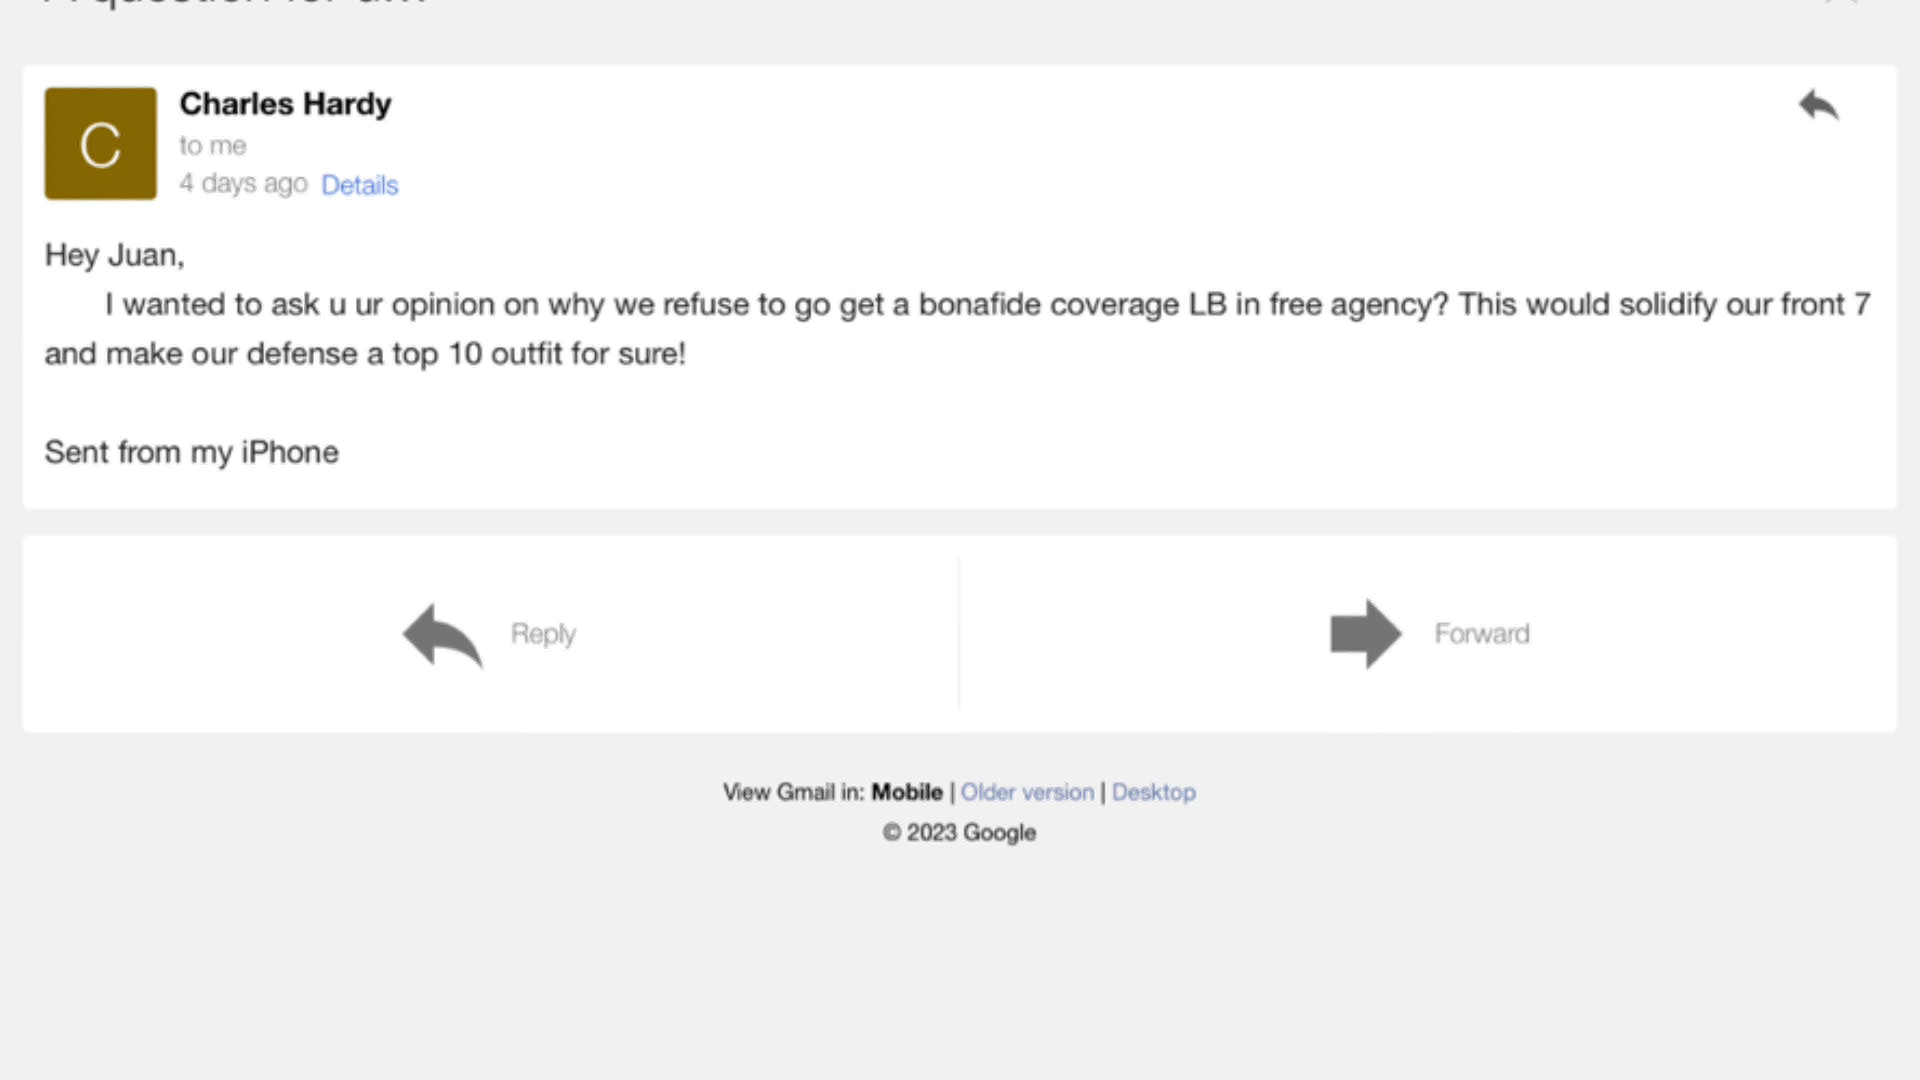 A question for u...
Charles Hardy
C
to me
4 days ago Details
Hey Juan,
I wanted to ask u ur opinion on why we refuse to go get a bonafide coverage LB in free agency? This would solidify our front 7
and make our defense a top 10 outfit for sure!
Sent from my iPhone
Reply
Forward
View Gmail in: Mobile | Older version | Desktop
© 2023 Google